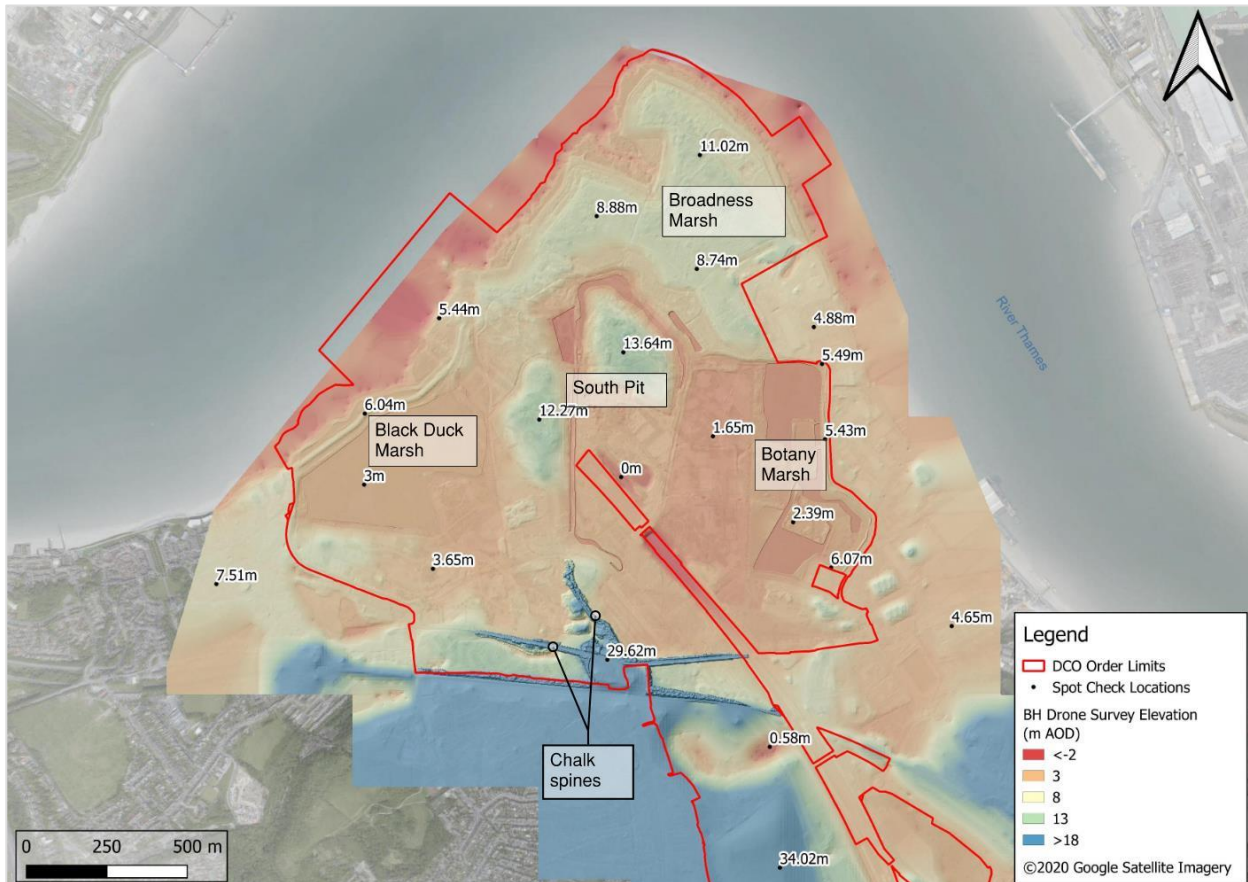 11.02m
Broadness
Marsh
8.88m
8.74m
5.44m
4.88m
River Thames
13.64m
5.49m
South Pit
6.04m
12.27m
Black Duck
Marsh
1.65m
5.43m
Botany
Marsh
0m
3m
2.39m
3.65m
6.07m
7.51m
4.65m
29.62m
Chalk
spines
0.58m
34.02m
0 250 500 m
Legend
DCO Order Limits
Spot Check Locations
BH Drone Survey Elevation
(m AOD)
<-2
3
8
13
>18
©2020 Google Satellite Imagery